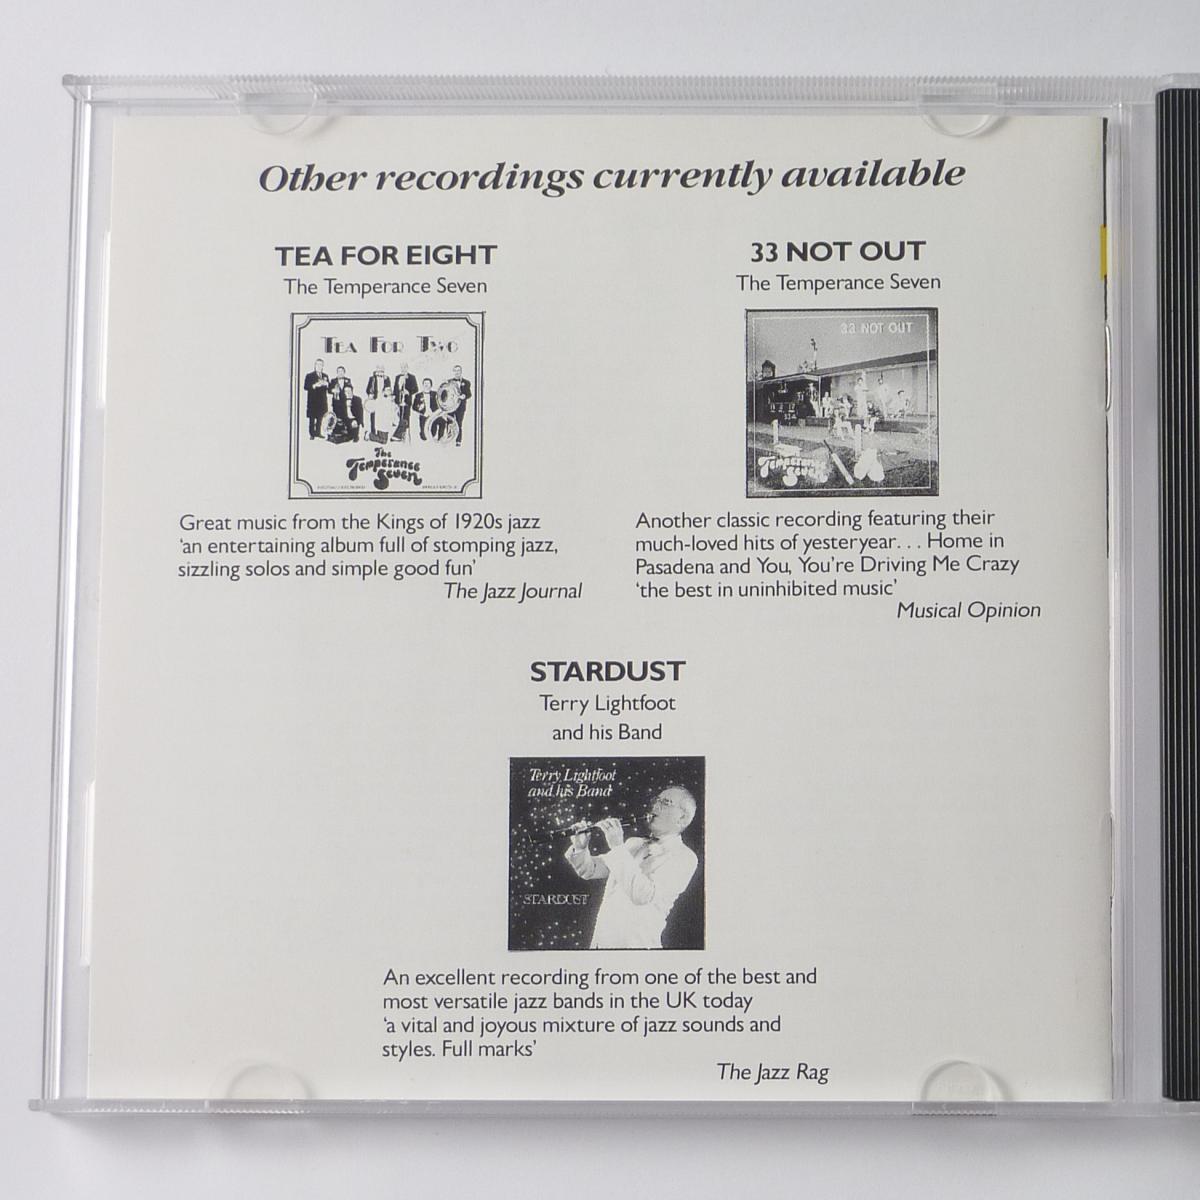 Other recordings currently available
TEA FOR EIGHT
The Temperance Seven
TEA FOR TWO
The
Temperance
Seven
Great music from the Kings of 1920s jazz
‘an entertaining album full of stomping jazz,
sizzling solos and simple good fun’
The Jazz Journal
33 NOT OUT
The Temperance Seven
33 NOT OUT
Temperance
Seven
Another classic recording featuring their
much-loved hits of yesteryear... Home in
Pasadena and You, You're Driving Me Crazy
‘the best in uninhibited music’
Musical Opinion
STARDUST
Terry Lightfoot
and his Band
Terry Lightfoot
and his Band
STARDUST
An excellent recording from one of the best and
most versatile jazz bands in the UK today
‘a vital and joyous mixture of jazz sounds and
styles. Full marks’
The Jazz Rag